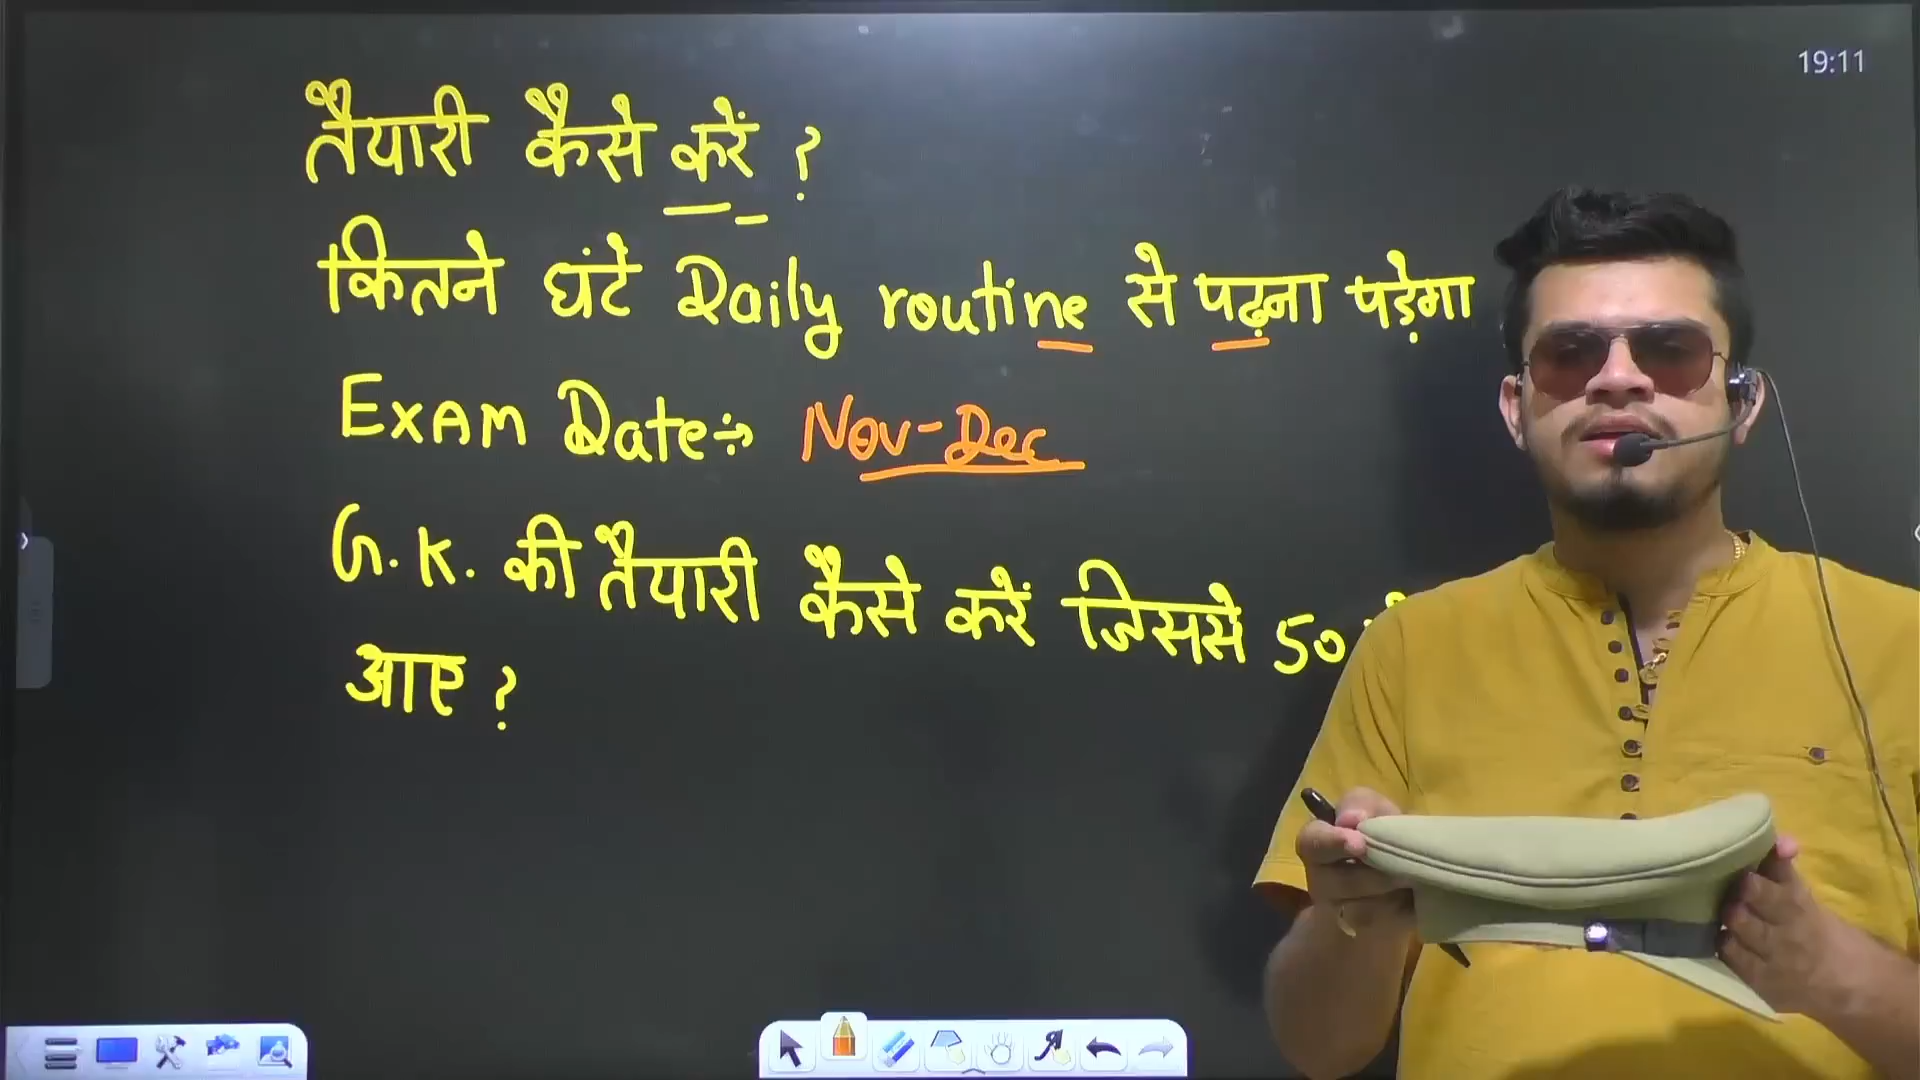 19:11
तैयारी कैसे करें ?
कितने घंटे Daily routine से पढ़ना पड़ेगा
EXAM Date:→ Nov-Dec
G.K. की तैयारी कैसे करें जिससे 50
आए ?